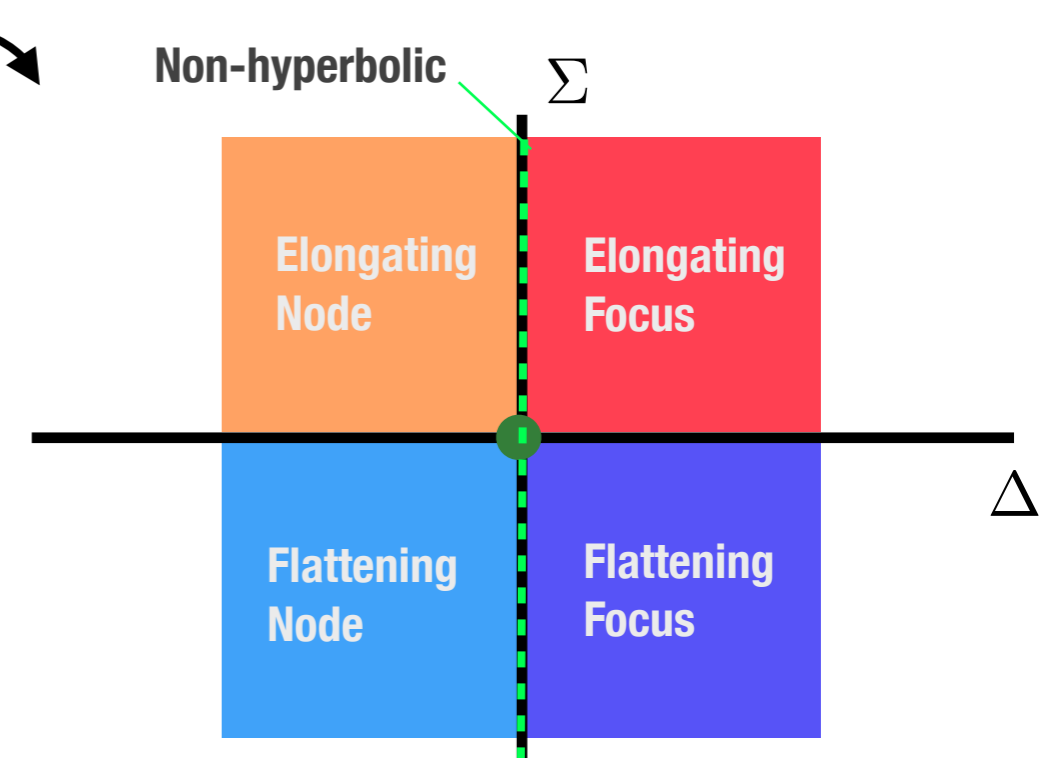 Non-hyperbolic
Σ
Elongating
Node
Elongating
Focus
Δ
Flattening
Node
Flattening
Focus